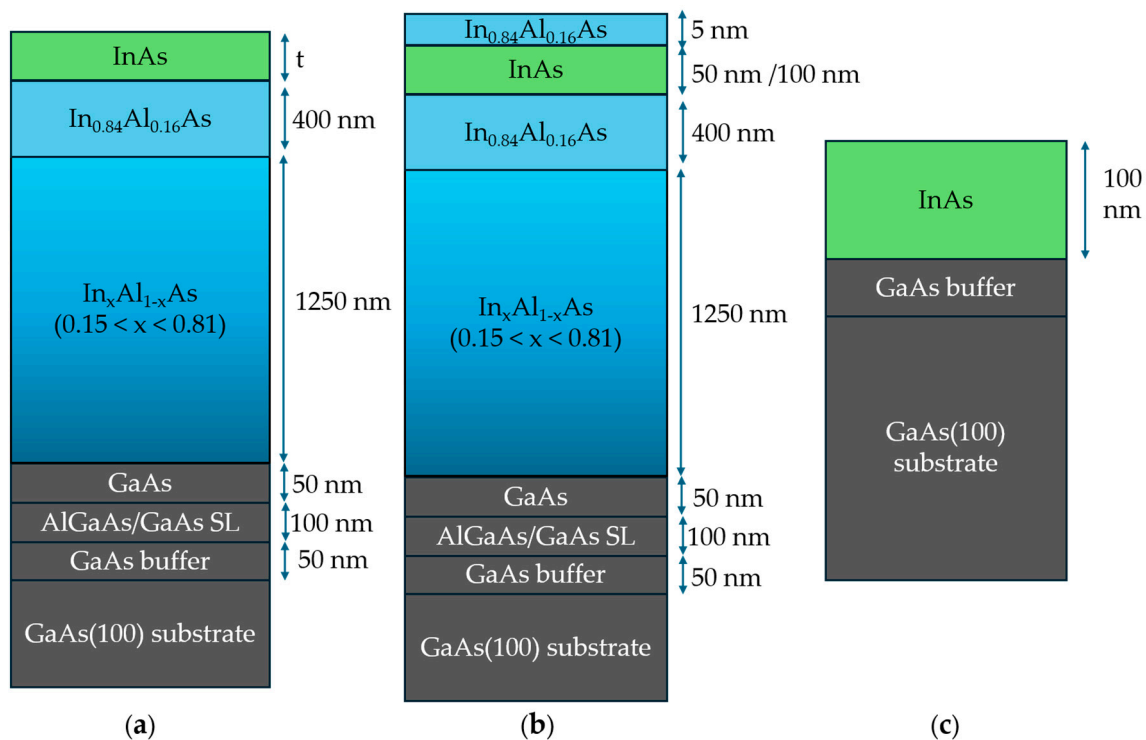 InAs
t
In0.84Al0.16As
400 nm
InxAl1-xAs
(0.15 < x < 0.81)
1250 nm
GaAs
50 nm
AlGaAs/GaAs SL
100 nm
GaAs buffer
50 nm
GaAs(100) substrate
(a)
In0.84Al0.16As
5 nm
InAs
50 nm /100 nm
In0.84Al0.16As
400 nm
InxAl1-xAs
(0.15 < x < 0.81)
1250 nm
GaAs
50 nm
AlGaAs/GaAs SL
100 nm
GaAs buffer
50 nm
GaAs(100) substrate
(b)
InAs
100
nm
GaAs buffer
GaAs(100)
substrate
(c)